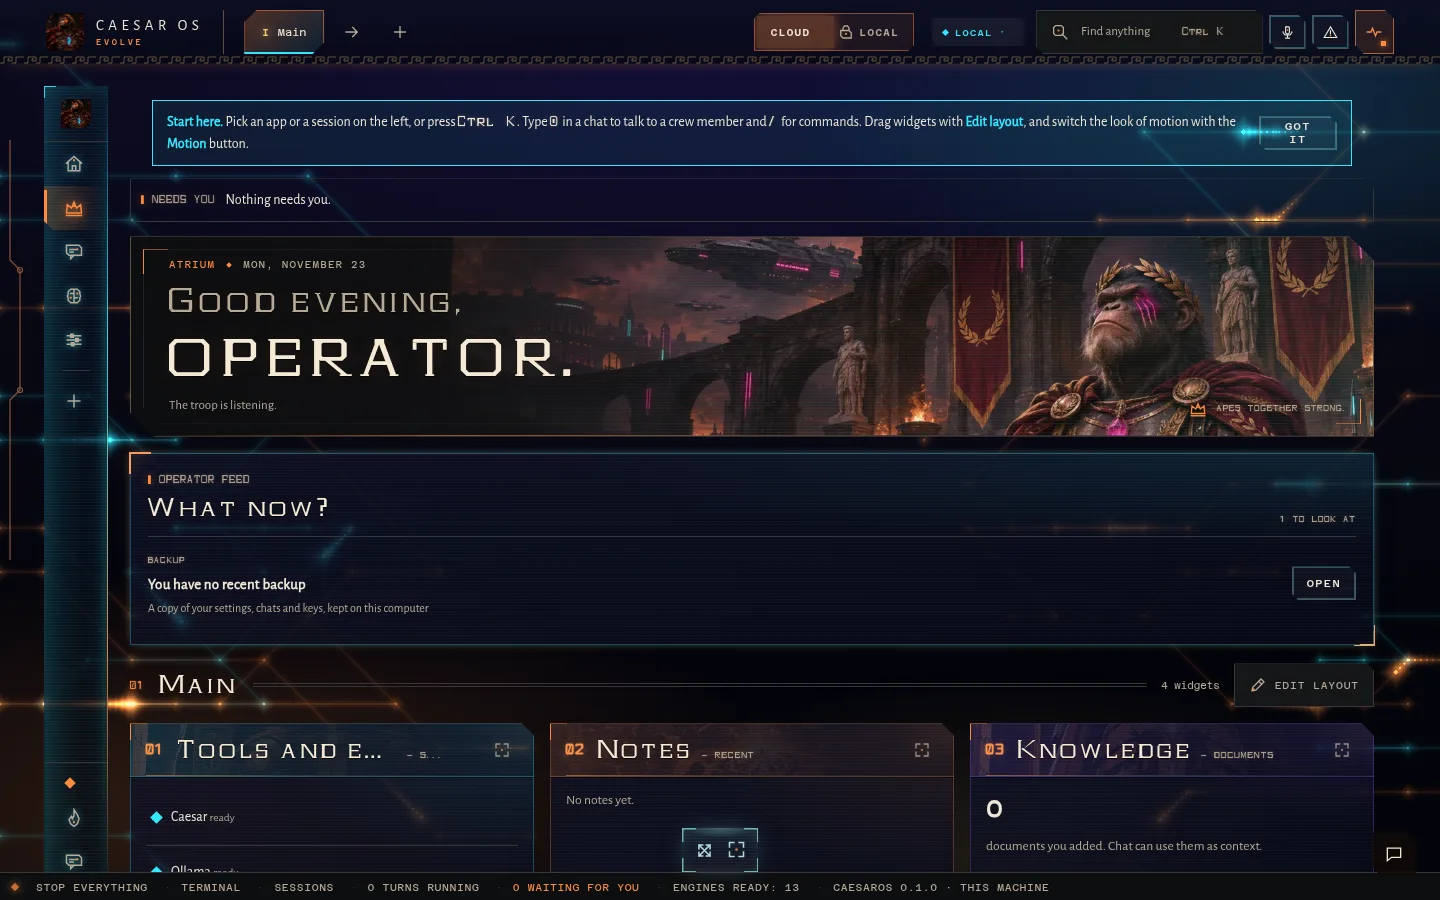 CAESAR OS
EVOLVE
I Main
CLOUD
LOCAL
LOCAL
Find anything
CTRL K
Start here. Pick an app or a session on the left, or press CTRL K. Type @ in a chat to talk to a crew member and / for commands. Drag widgets with Edit layout, and switch the look of motion with the
Motion button.
GOT
IT
NEEDS YOU Nothing needs you.
ATRIUM ◆ MON, NOVEMBER 23
GOOD EVENING,
OPERATOR.
The troop is listening.
APES TOGETHER STRONG.
OPERATOR FEED
WHAT NOW?
1 TO LOOK AT
BACKUP
You have no recent backup
A copy of your settings, chats and keys, kept on this computer
OPEN
01 MAIN
4 widgets
EDIT LAYOUT
01 TOOLS AND E... – S...
02 NOTES – RECENT
03 KNOWLEDGE – DOCUMENTS
Caesar ready
Ollama ready
No notes yet.
0
documents you added. Chat can use them as context.
STOP EVERYTHING · TERMINAL · SESSIONS · 0 TURNS RUNNING · 0 WAITING FOR YOU · ENGINES READY: 13 · CAESAROS 0.1.0 · THIS MACHINE